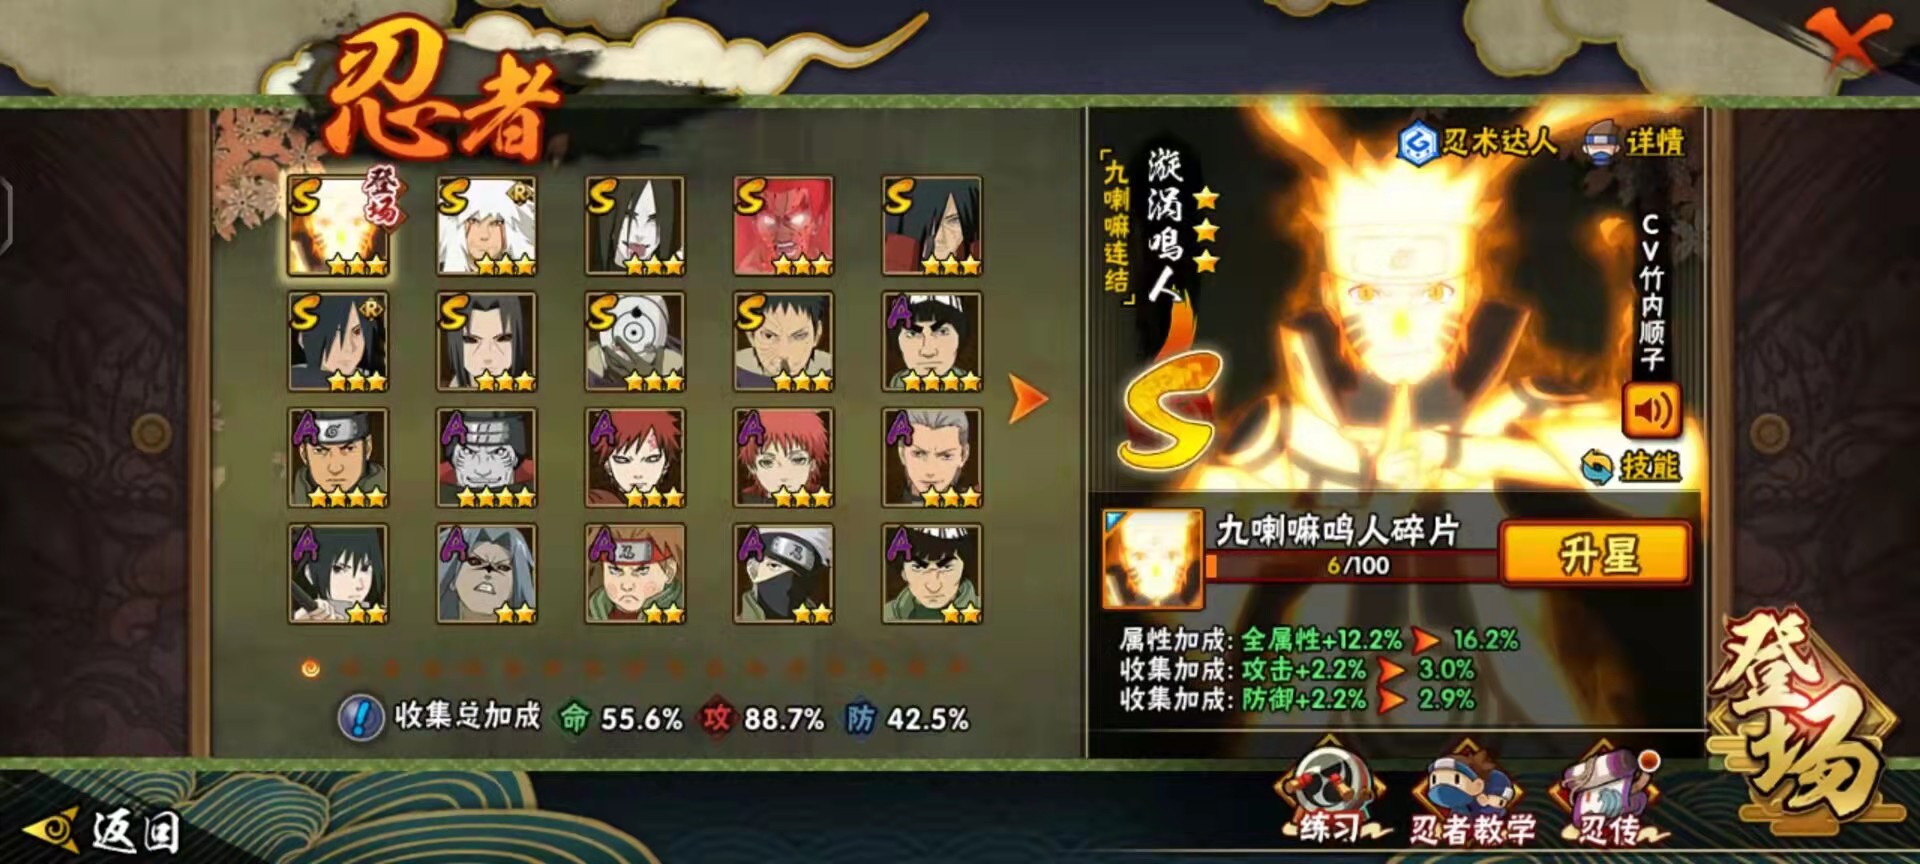 忍者
登场
S
S
R
S
S
S
S
R
S
S
S
A
A
A
A
A
A
A
A
A
A
A
收集总加成 命 55.6% 攻 88.7% 防 42.5%
返回
忍术达人
详情
「九喇嘛连结」
漩涡鸣人
S
CV竹内顺子
技能
九喇嘛鸣人碎片
6/100
升星
属性加成: 全属性+12.2% 16.2%
收集加成: 攻击+2.2% 3.0%
收集加成: 防御+2.2% 2.9%
练习
忍者教学
忍传
登场